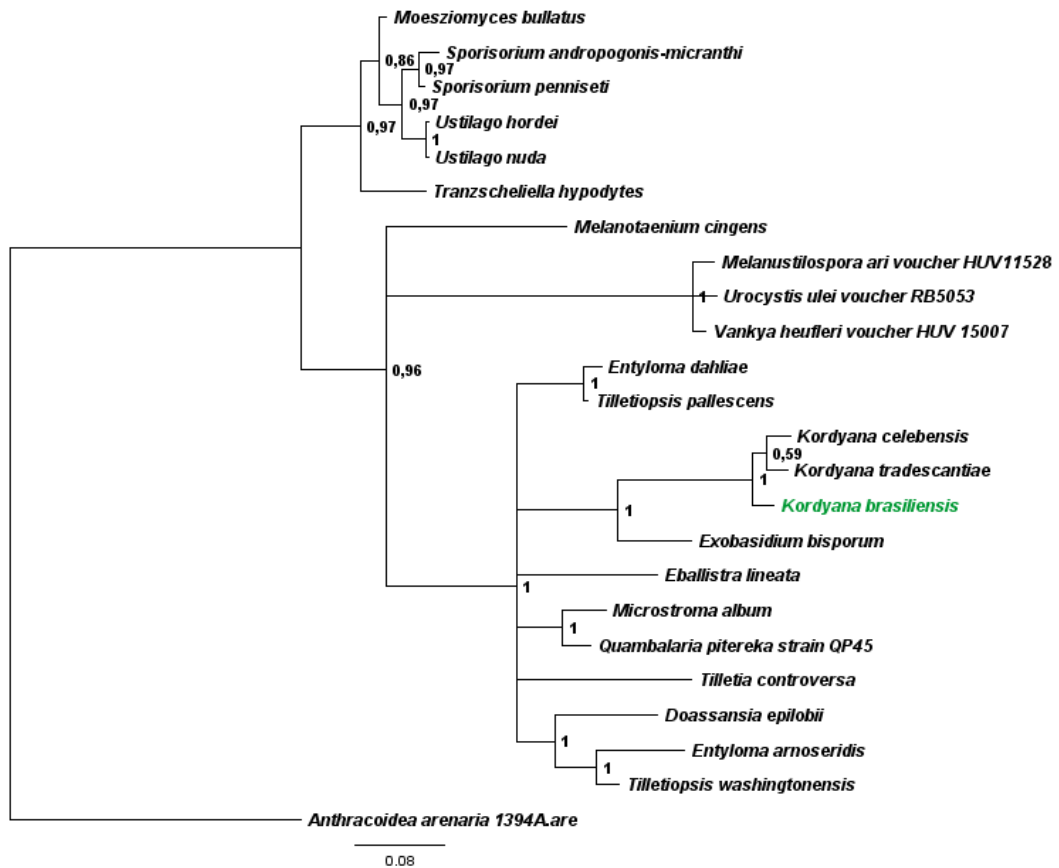 Moesziomyces bullatus
0,86
Sporisorium andropogonis-micranthi
0,97
Sporisorium penniseti
0,97
Ustilago hordei
0,97
1
Ustilago nuda
Tranzscheliella hypodytes
Melanotaenium cingens
Melanustilospora ari voucher HUV11528
1
Urocystis ulei voucher RB5053
Vankya heufleri voucher HUV 15007
0,96
Entyloma dahliae
1
Tilletiopsis pallescens
Kordyana celebensis
0,59
Kordyana tradescantiae
1
Kordyana brasiliensis
1
Exobasidium bisporum
Eballistra lineata
1
Microstroma album
1
Quambalaria pitereka strain QP45
Tilletia controversa
Doassansia epilobii
1
Entyloma arnoseridis
1
Tilletiopsis washingtonensis
Anthracoidea arenaria 1394A.are
0.08